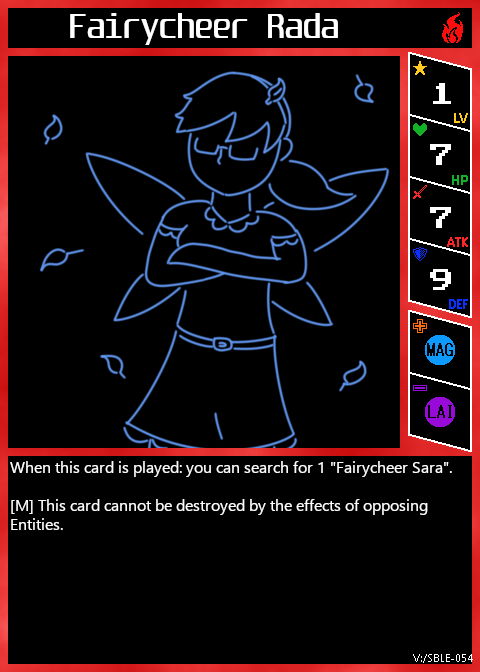 Fairycheer Rada
1
LV
7
HP
7
ATK
9
DEF
MAG
LAI
When this card is played: you can search for 1 "Fairycheer Sara".
[M] This card cannot be destroyed by the effects of opposing
Entities.
V:/SBLE-054